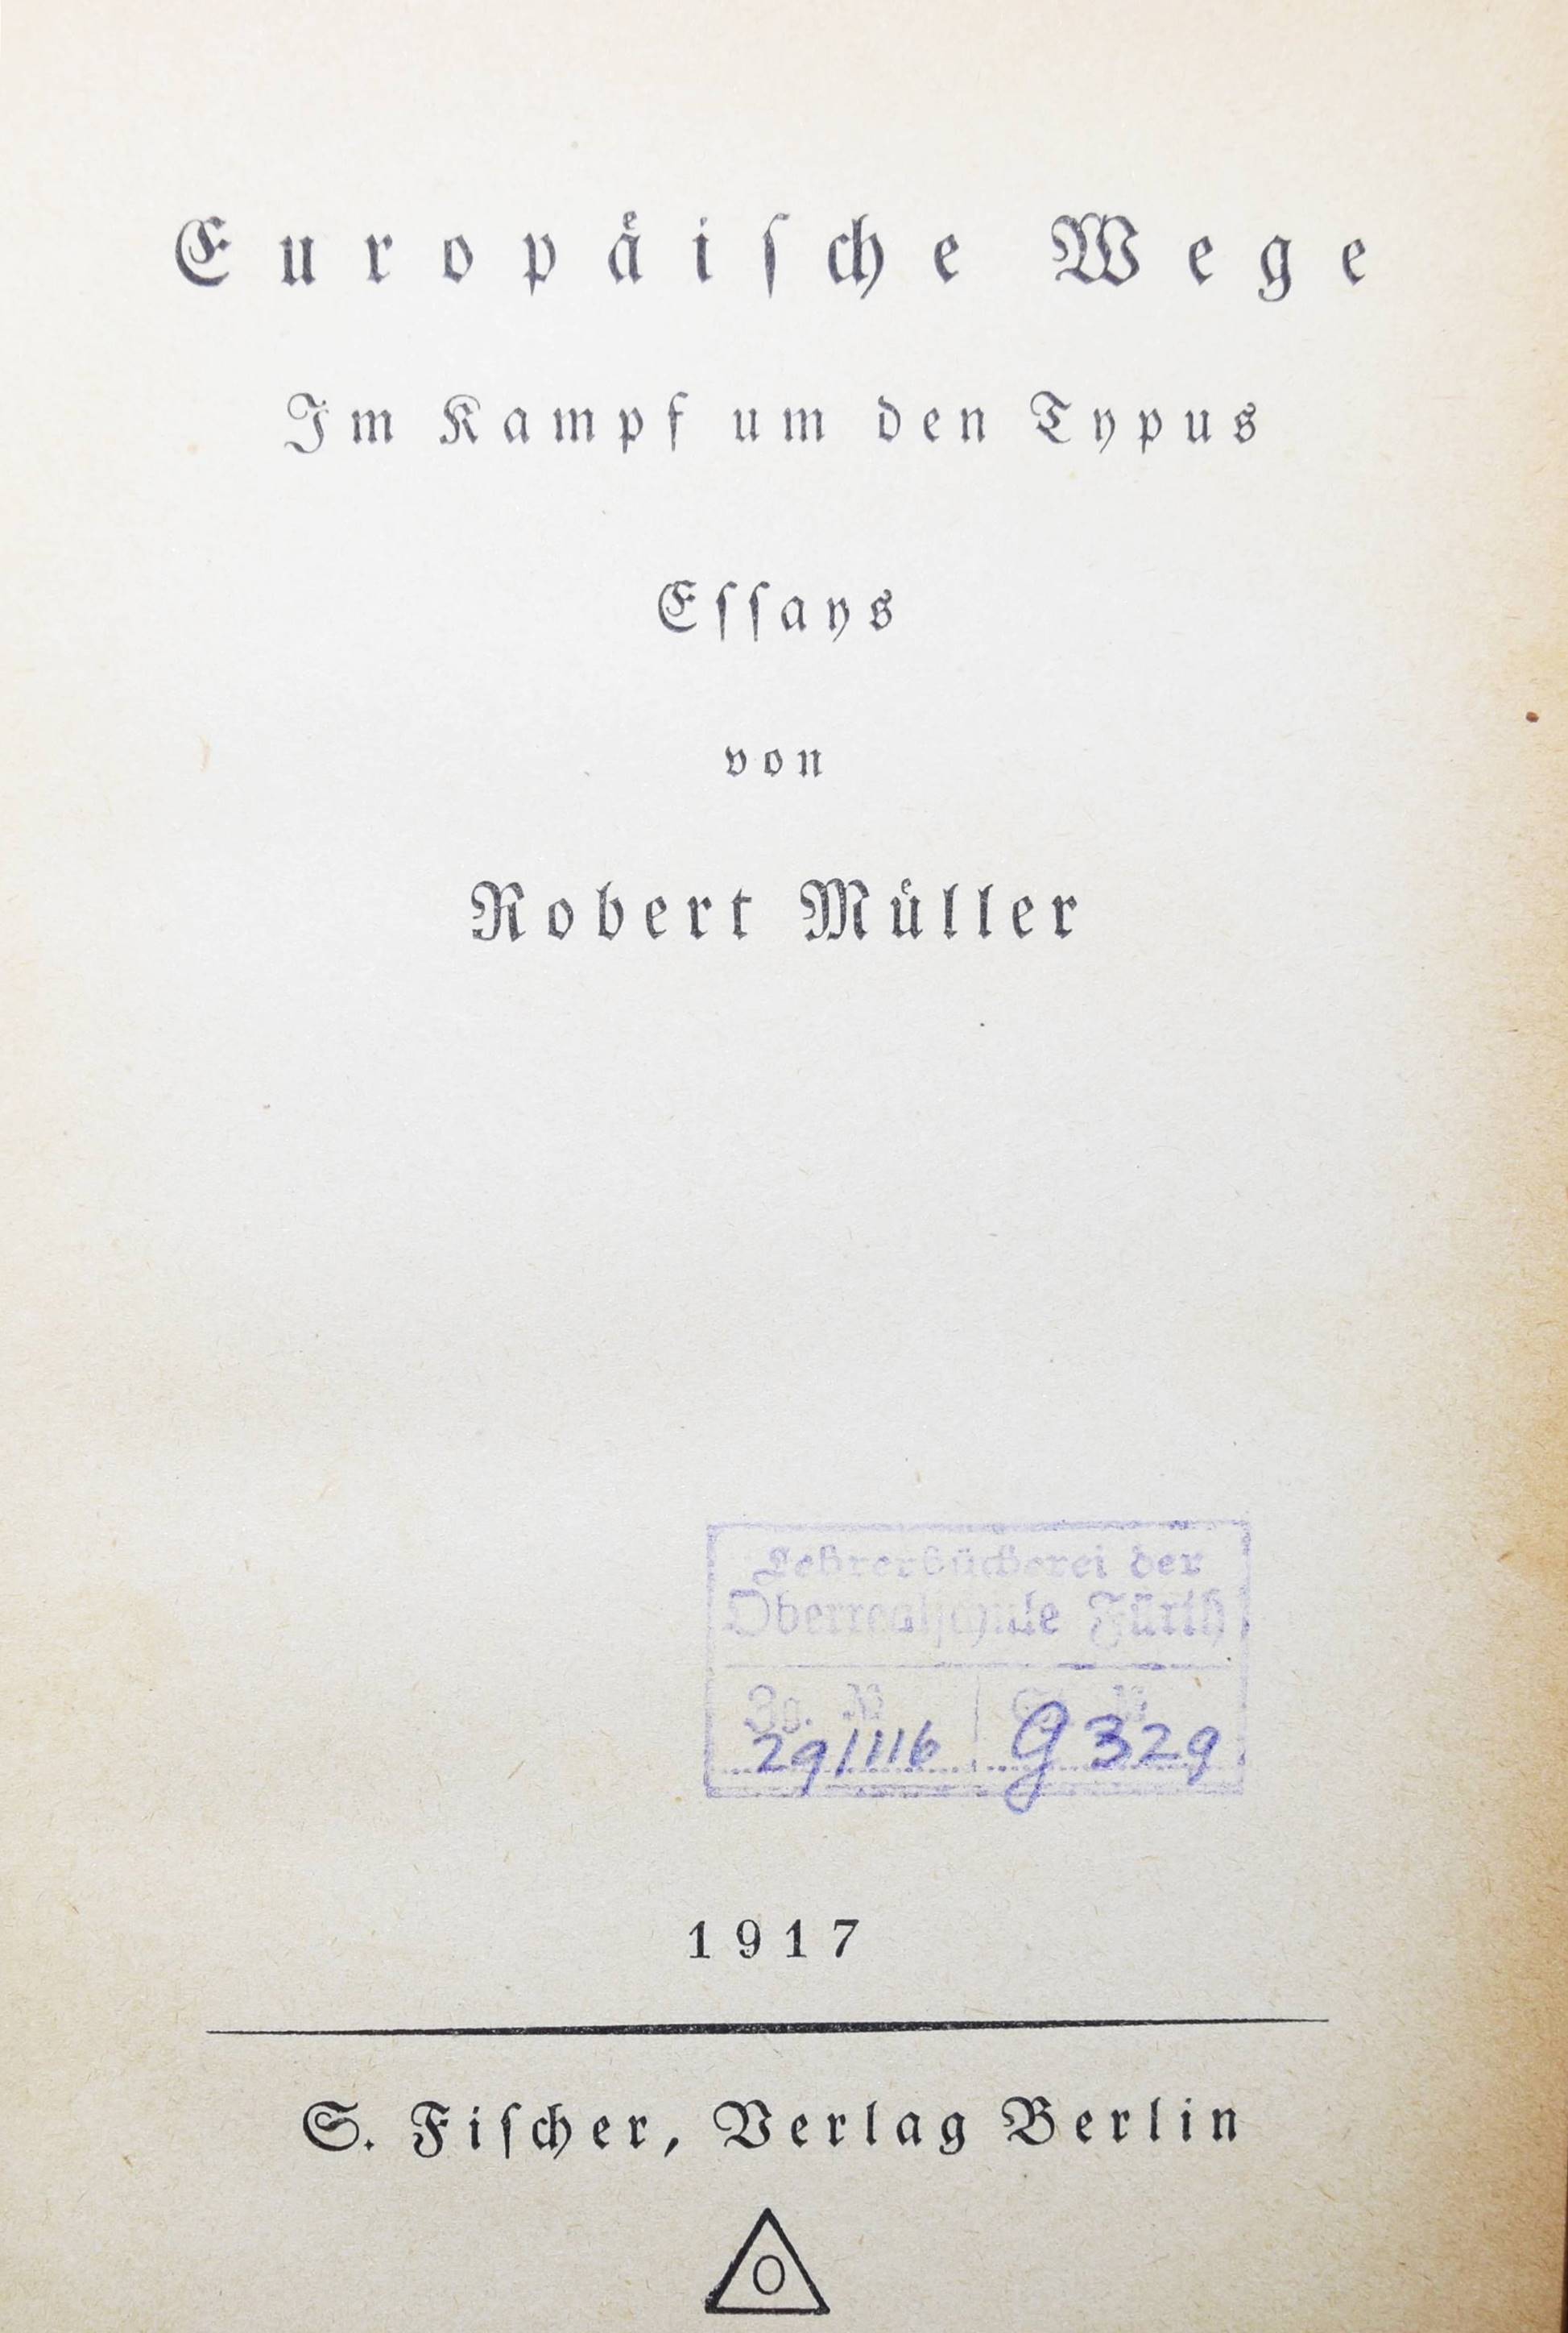 Europäiſche Wege
Im Kampf um den Typus
Eſſays
von
Robert Müller
Lehrerbücherei der
Oberrealſchule Fürth
Zg. N
29/116 G 329
1917
S. Fiſcher, Verlag Berlin
O